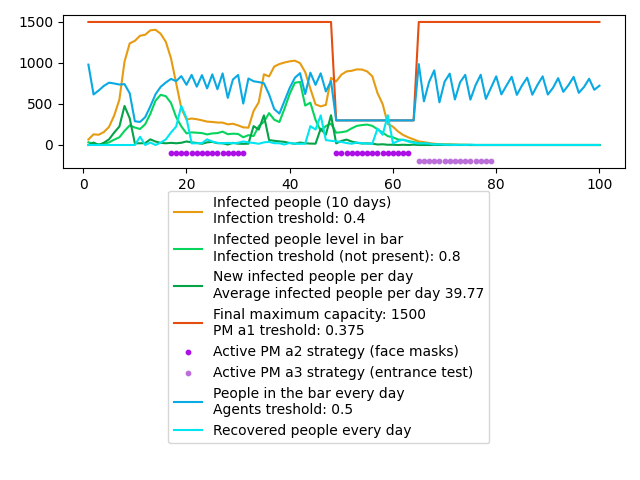 1500
1000
500
0
0
20
40
60
80
100
Infected people (10 days)
Infection treshold: 0.4
Infected people level in bar
Infection treshold (not present): 0.8
New infected people per day
Average infected people per day 39.77
Final maximum capacity: 1500
PM a1 treshold: 0.375
Active PM a2 strategy (face masks)
Active PM a3 strategy (entrance test)
People in the bar every day
Agents treshold: 0.5
Recovered people every day